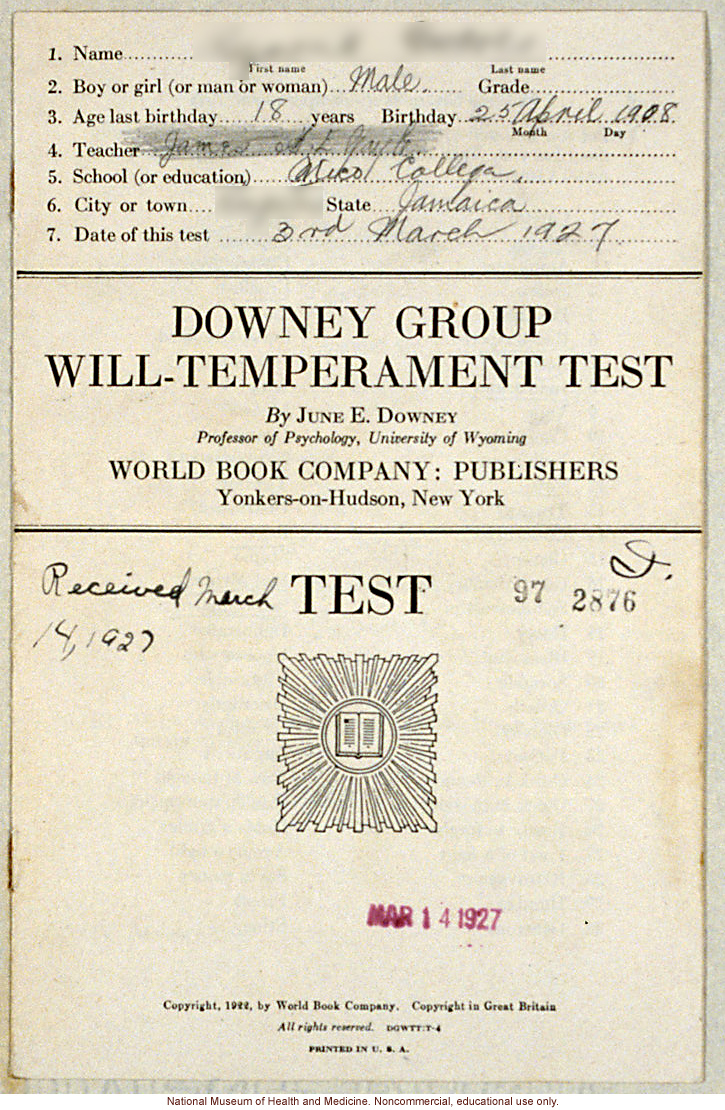 1. Name
First name Last name
2. Boy or girl (or man or woman) Male. Grade
3. Age last birthday 18 years Birthday 25 April 1908
Month Day
4. Teacher James
5. School (or education) Mico College,
6. City or town State Jamaica
7. Date of this test 3rd March 1927
DOWNEY GROUP
WILL-TEMPERAMENT TEST
By JUNE E. DOWNEY
Professor of Psychology, University of Wyoming
WORLD BOOK COMPANY: PUBLISHERS
Yonkers-on-Hudson, New York
Received March
14, 1927
TEST
97 2876
MAR 14 1927
Copyright, 1922, by World Book Company. Copyright in Great Britain
All rights reserved. DGWTT:T-4
PRINTED IN U. S. A.
National Museum of Health and Medicine. Noncommercial, educational use only.